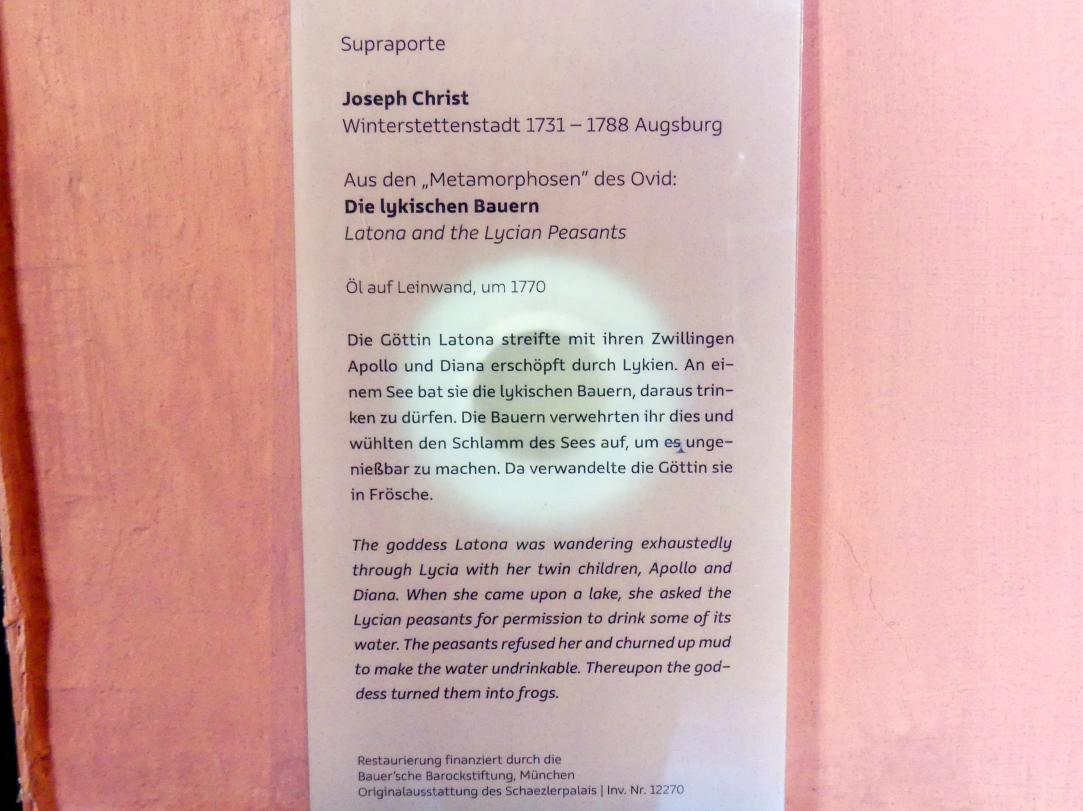 Supraporte
Joseph Christ
Winterstettenstadt 1731 – 1788 Augsburg
Aus den „Metamorphosen“ des Ovid:
Die lykischen Bauern
Latona and the Lycian Peasants
Öl auf Leinwand, um 1770
Die Göttin Latona streifte mit ihren Zwillingen
Apollo und Diana erschöpft durch Lykien. An ei-
nem See bat sie die lykischen Bauern, daraus trin-
ken zu dürfen. Die Bauern verwehrten ihr dies und
wühlten den Schlamm des Sees auf, um es unge-
nießbar zu machen. Da verwandelte die Göttin sie
in Frösche.
The goddess Latona was wandering exhaustedly
through Lycia with her twin children, Apollo and
Diana. When she came upon a lake, she asked the
Lycian peasants for permission to drink some of its
water. The peasants refused her and churned up mud
to make the water undrinkable. Thereupon the god-
dess turned them into frogs.
Restaurierung finanziert durch die
Bauer'sche Barockstiftung, München
Originalausstattung des Schaezlerpalais | Inv. Nr. 12270